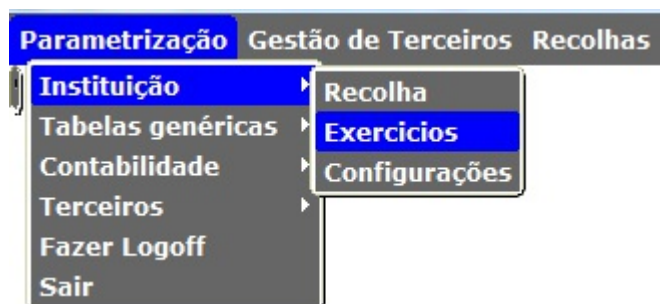 Parametrização Gestão de Terceiros Recolhas
Instituição
Tabelas genéricas
Contabilidade
Terceiros
Fazer Logoff
Sair
Recolha
Exercicios
Configurações